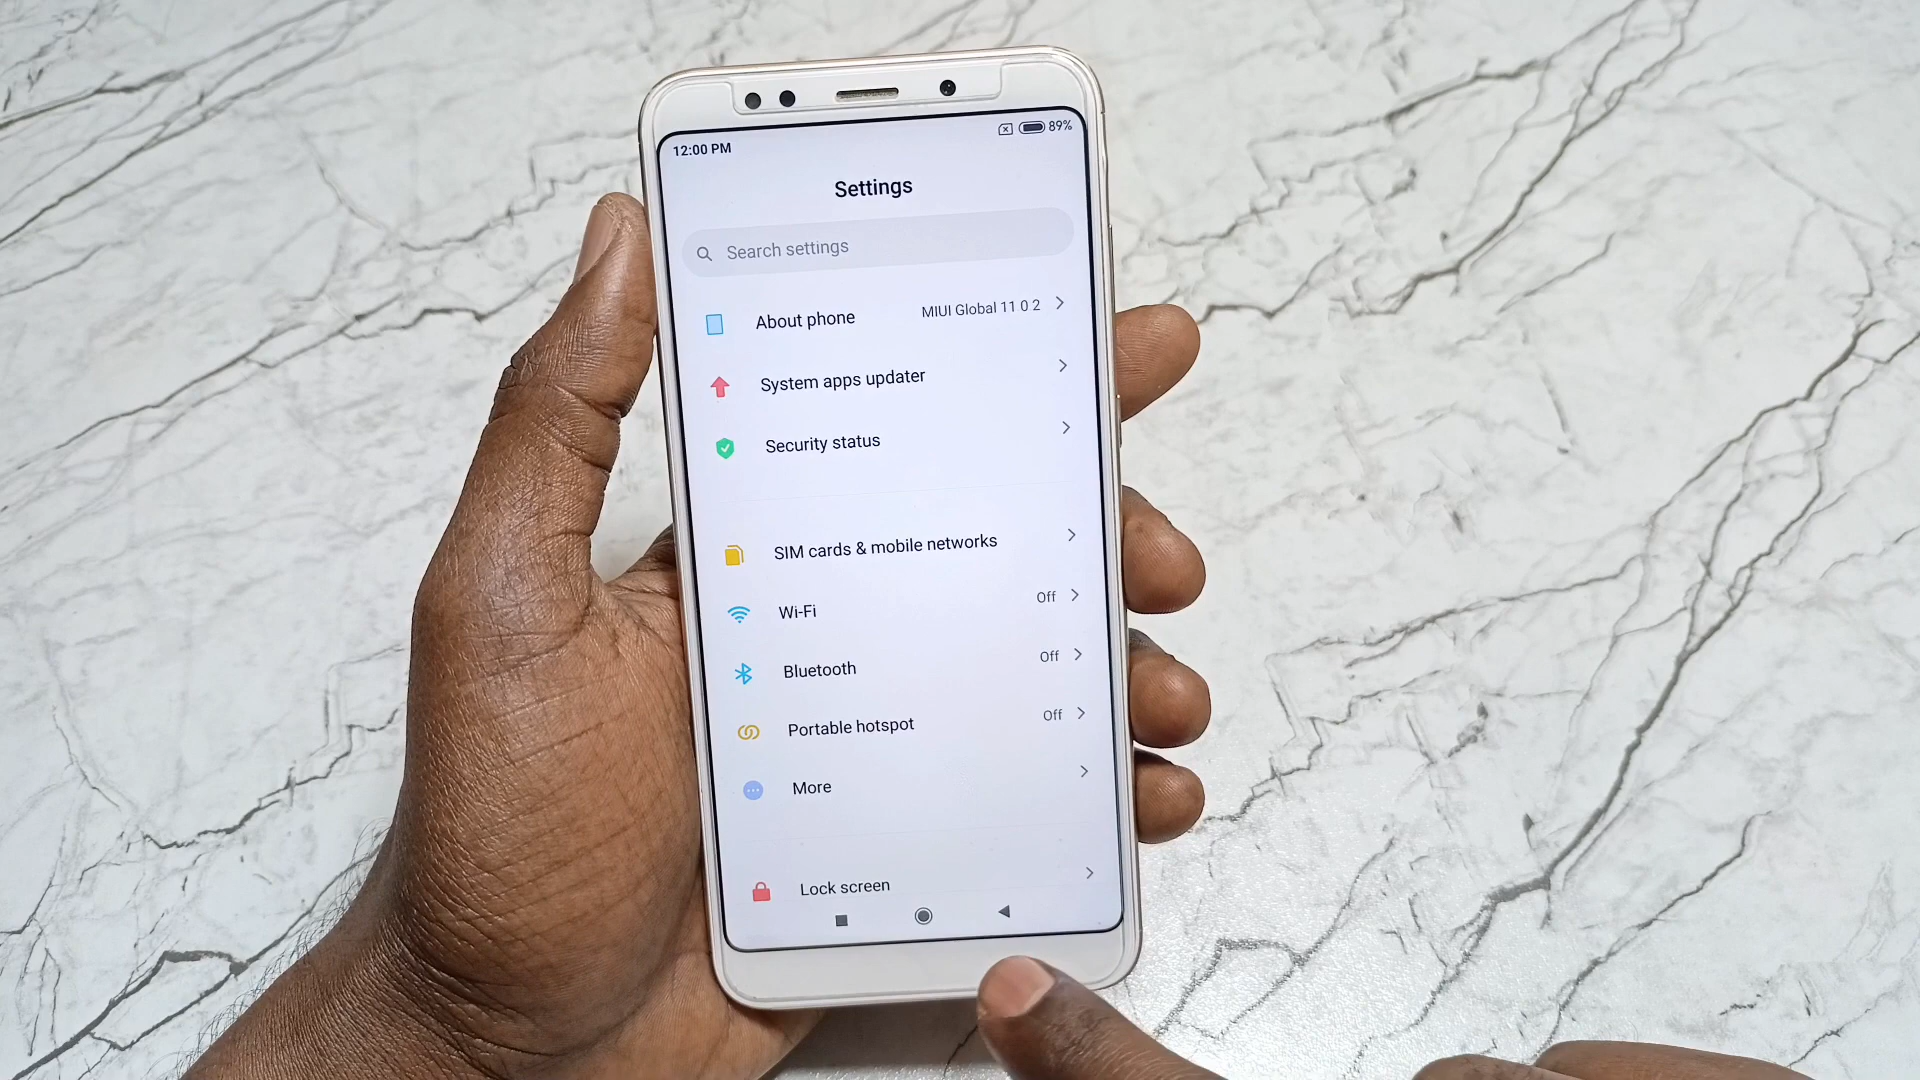 12:00 PM 89%
Settings
Search settings
About phone MIUI Global 11 0 2
System apps updater
Security status
SIM cards & mobile networks
Wi-Fi Off
Bluetooth Off
Portable hotspot Off
More
Lock screen